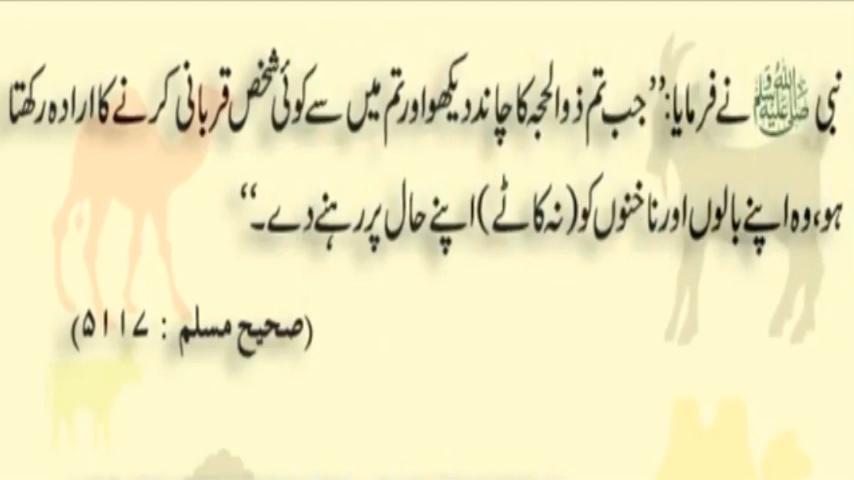 نبی ﷺ نے فرمایا: ”جب تم ذوالحجہ کا چاند دیکھو اور تم میں سے کوئی شخص قربانی کرنے کا ارادہ رکھتا
ہو، وہ اپنے بالوں اور ناخنوں کو (نہ کاٹے) اپنے حال پر رہنے دے۔“
(صحیح مسلم : ۵۱۱۷)